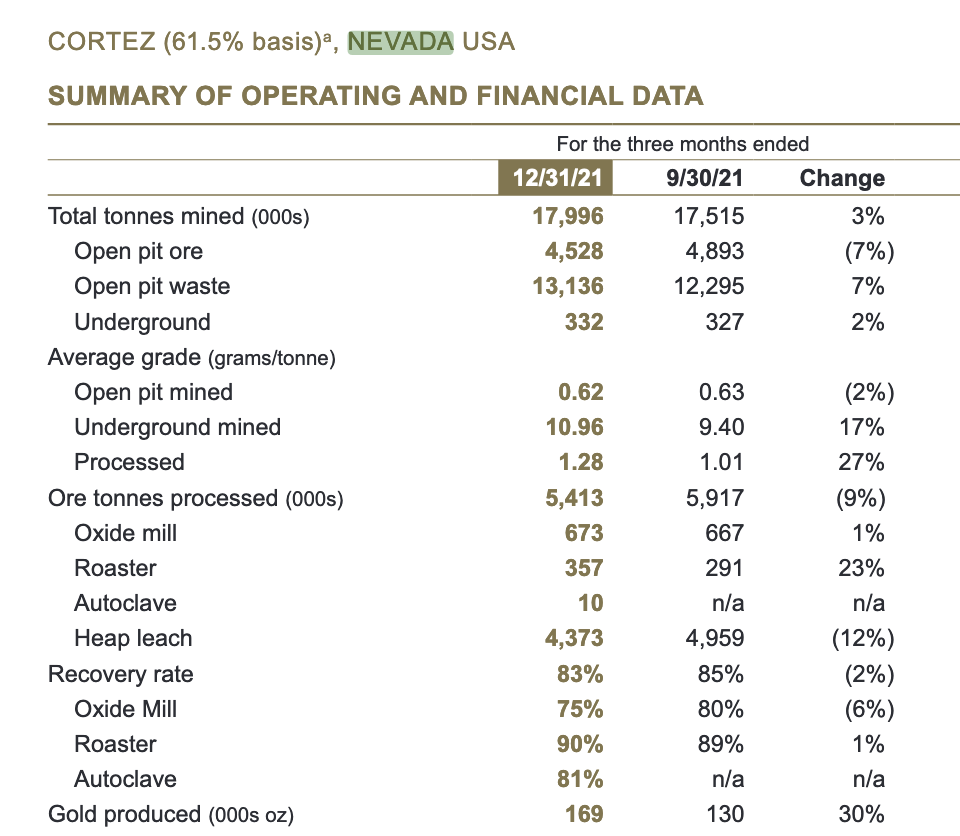 CORTEZ (61.5% basis)ᵃ, NEVADA USA
SUMMARY OF OPERATING AND FINANCIAL DATA
For the three months ended
12/31/21 9/30/21 Change
Total tonnes mined (000s) 17,996 17,515 3%
Open pit ore 4,528 4,893 (7%)
Open pit waste 13,136 12,295 7%
Underground 332 327 2%
Average grade (grams/tonne)
Open pit mined 0.62 0.63 (2%)
Underground mined 10.96 9.40 17%
Processed 1.28 1.01 27%
Ore tonnes processed (000s) 5,413 5,917 (9%)
Oxide mill 673 667 1%
Roaster 357 291 23%
Autoclave 10 n/a n/a
Heap leach 4,373 4,959 (12%)
Recovery rate 83% 85% (2%)
Oxide Mill 75% 80% (6%)
Roaster 90% 89% 1%
Autoclave 81% n/a n/a
Gold produced (000s oz) 169 130 30%